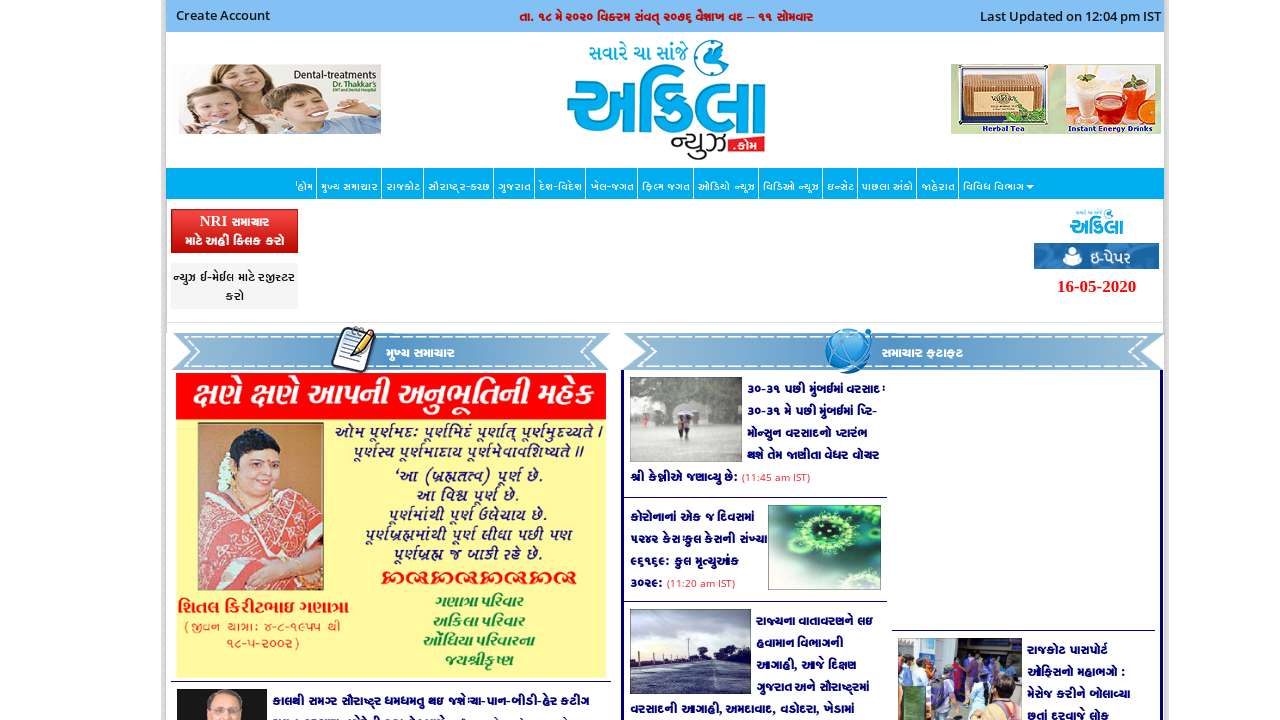 Create Account
તા. ૧૮ મે ૨૦૨૦ વિક્રમ સંવત્ ૨૦૭૬ વૈશાખ વદ – ૧૧ સોમવાર
Last Updated on 12:04 pm IST
Dental-treatments
Dr. Thakkar's
સવારે ચા સાંજે
અકિલા
ન્યુઝ .કોમ
Herbal Tea
Instant Energy Drinks
હોમ
મુખ્ય સમાચાર
રાજકોટ
સૌરાષ્ટ્ર-કચ્છ
ગુજરાત
દેશ-વિદેશ
ખેલ-જગત
ફિલ્મ જગત
ઓડિયો ન્યૂઝ
વિડિઓ ન્યૂઝ
ઇન્સેટ
પાછલા અંકો
જાહેરાત
વિવિધ વિભાગ
NRI સમાચાર
માટે અહીં ક્લિક કરો
ન્યુઝ ઈ-મેઈલ માટે રજીસ્ટર
કરો
સવારે ચા સાંજે
અકિલા
ઇ-પેપર
16-05-2020
મુખ્ય સમાચાર
ક્ષણે ક્ષણે આપની અનુભૂતિની મહેક
ઓમ પૂર્ણમદઃ પૂર્ણમિદં પૂર્ણાત્ પૂર્ણમુદચ્યતે ।
પૂર્ણસ્ય પૂર્ણમાદાય પૂર્ણમેવાવશિષ્યતે ॥
‘આ (બ્રહ્મતત્વ) પૂર્ણ છે.
આ વિશ્વ પૂર્ણ છે.
પૂર્ણમાંથી પૂર્ણ ઉલેચાય છે.
પૂર્ણબ્રહ્મમાંથી પૂર્ણ લીધા પછી પણ
પૂર્ણબ્રહ્મ જ બાકી રહે છે.
શિતલ કિરીટભાઇ ગણાત્રા
(જીવન યાત્રા: ૪-૮-૧૯૫૫ થી
૧૮-૫-૨૦૦૨)
ગણાત્રા પરિવાર
અકિલા પરિવાર
ઓંધિયા પરિવારના
જયશ્રીકૃષ્ણ
કાલથી સમગ્ર સૌરાષ્ટ્ર ધમધમતુ થઇ જશેઃચા-પાન-બીડી-હેર કટીંગ
સમાચાર ફટાફટ
૩૦-૩૧ પછી મુંબઈમાં વરસાદ :
૩૦-૩૧ મે પછી મુંબઈમાં પ્રિ-
મોન્સુન વરસાદનો પ્રારંભ
થશે તેમ જાણીતા વેધર વોચર
શ્રી કેન્નીએ જણાવ્યુ છે: (11:45 am IST)
કોરોનાનાં એક જ દિવસમાં
૫૨૪૨ કેસ :કુલ કેસની સંખ્યા
૯૬૧૬૯: કુલ મૃત્યુઆંક
૩૦૨૯: (11:20 am IST)
રાજ્યના વાતાવરણને લઇ
હવામાન વિભાગની
આગાહી, આજે દક્ષિણ
ગુજરાત અને સૌરાષ્ટ્રમાં
વરસાદની આગાહી, અમદાવાદ, વડોદરા, ખેડામાં
રાજકોટ પાસપોર્ટ
ઓફિસનો મહાભગો :
મેસેજ કરીને બોલાવ્યા
છતાં દરવાજે લોક